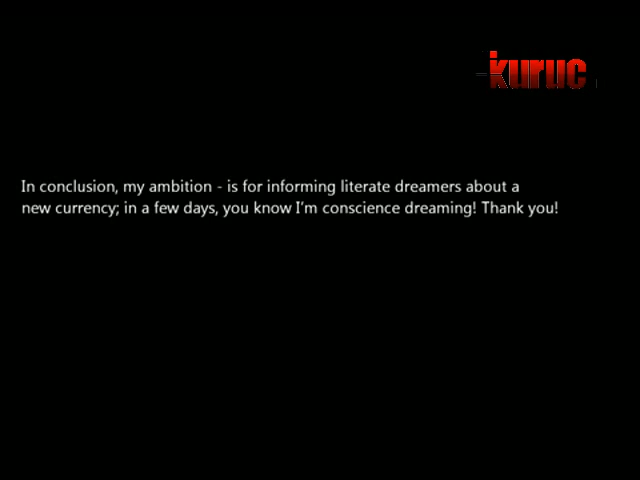 kuruc
In conclusion, my ambition - is for informing literate dreamers about a
new currency; in a few days, you know I'm conscience dreaming! Thank you!